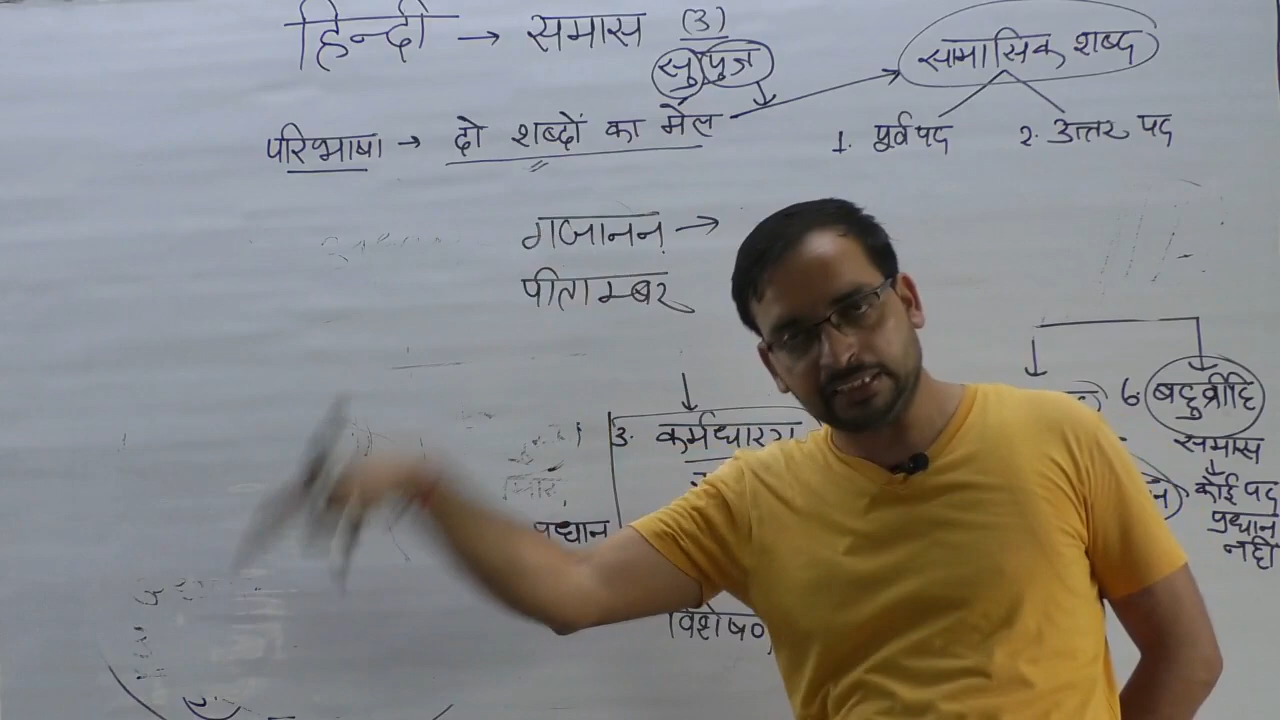 हिन्दी → समास (3)
सुपुत्र
सामासिक शब्द
परिभाषा → दो शब्दों का मेल
1. पूर्वपद 2. उत्तर पद
गजानन →
पीताम्बर
3. कर्मधारय
6. बहुव्रीहि
समास
कोई पद
प्रधान
नही
प्रधान
विशेषण